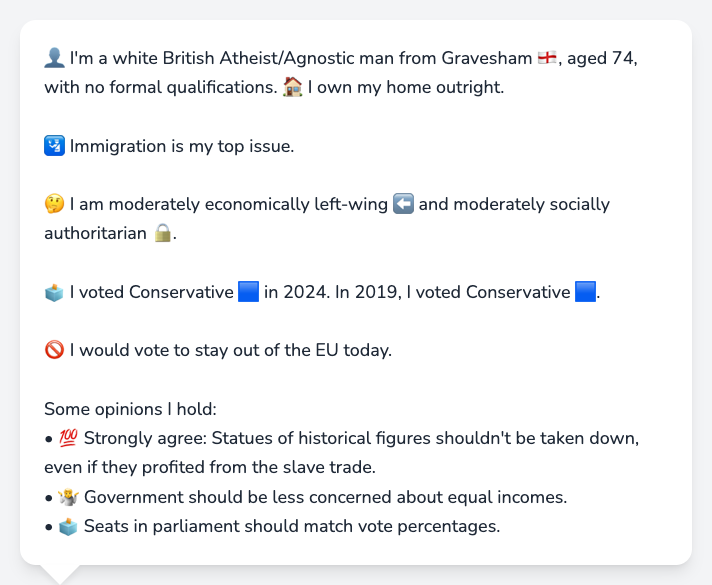 👤 I'm a white British Atheist/Agnostic man from Gravesham 🏴󠁧󠁢󠁥󠁮󠁧󠁿, aged 74,
with no formal qualifications. 🏠 I own my home outright.
🛂 Immigration is my top issue.
🤔 I am moderately economically left-wing ⬅️ and moderately socially
authoritarian 🔒.
🗳️ I voted Conservative 🟦 in 2024. In 2019, I voted Conservative 🟦.
🚫 I would vote to stay out of the EU today.
Some opinions I hold:
• 💯 Strongly agree: Statues of historical figures shouldn't be taken down,
even if they profited from the slave trade.
• 🤷 Government should be less concerned about equal incomes.
• 🗳️ Seats in parliament should match vote percentages.